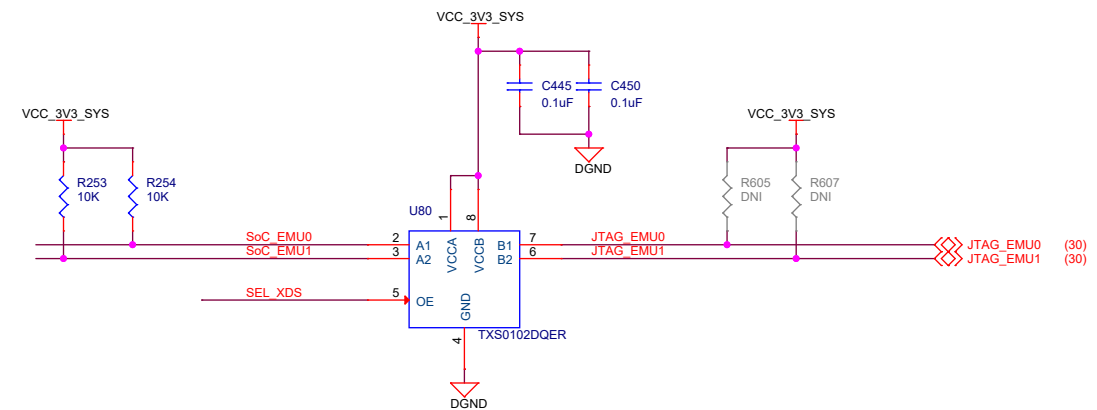 VCC_3V3_SYS
C445
0.1uF
C450
0.1uF
DGND
VCC_3V3_SYS
R253
10K
R254
10K
VCC_3V3_SYS
R605
DNI
R607
DNI
U80
1
8
VCCA
VCCB
SoC_EMU0
2
A1
B1
7
JTAG_EMU0
JTAG_EMU0 (30)
SoC_EMU1
3
A2
B2
6
JTAG_EMU1
JTAG_EMU1 (30)
SEL_XDS
5
OE
GND
4
TXS0102DQER
DGND